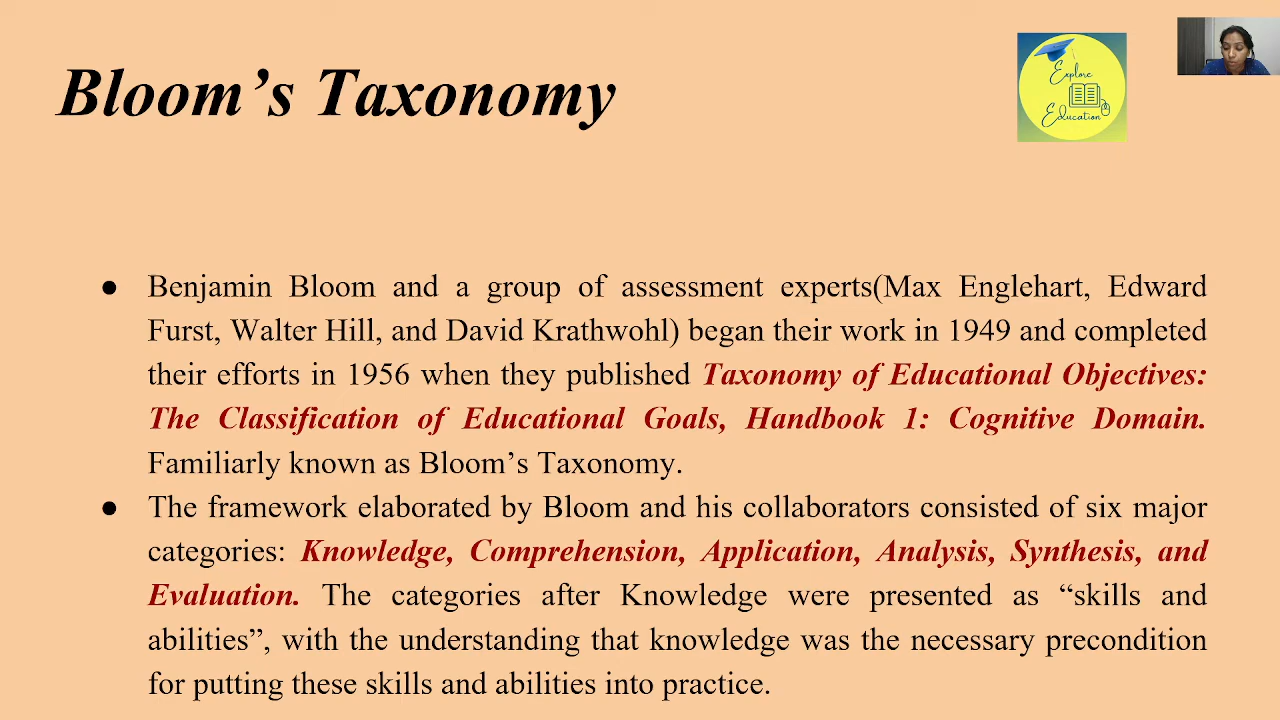 Bloom’s Taxonomy
Explore
Education
● Benjamin Bloom and a group of assessment experts(Max Englehart, Edward
Furst, Walter Hill, and David Krathwohl) began their work in 1949 and completed
their efforts in 1956 when they published Taxonomy of Educational Objectives:
The Classification of Educational Goals, Handbook 1: Cognitive Domain.
Familiarly known as Bloom’s Taxonomy.
● The framework elaborated by Bloom and his collaborators consisted of six major
categories: Knowledge, Comprehension, Application, Analysis, Synthesis, and
Evaluation. The categories after Knowledge were presented as “skills and
abilities”, with the understanding that knowledge was the necessary precondition
for putting these skills and abilities into practice.